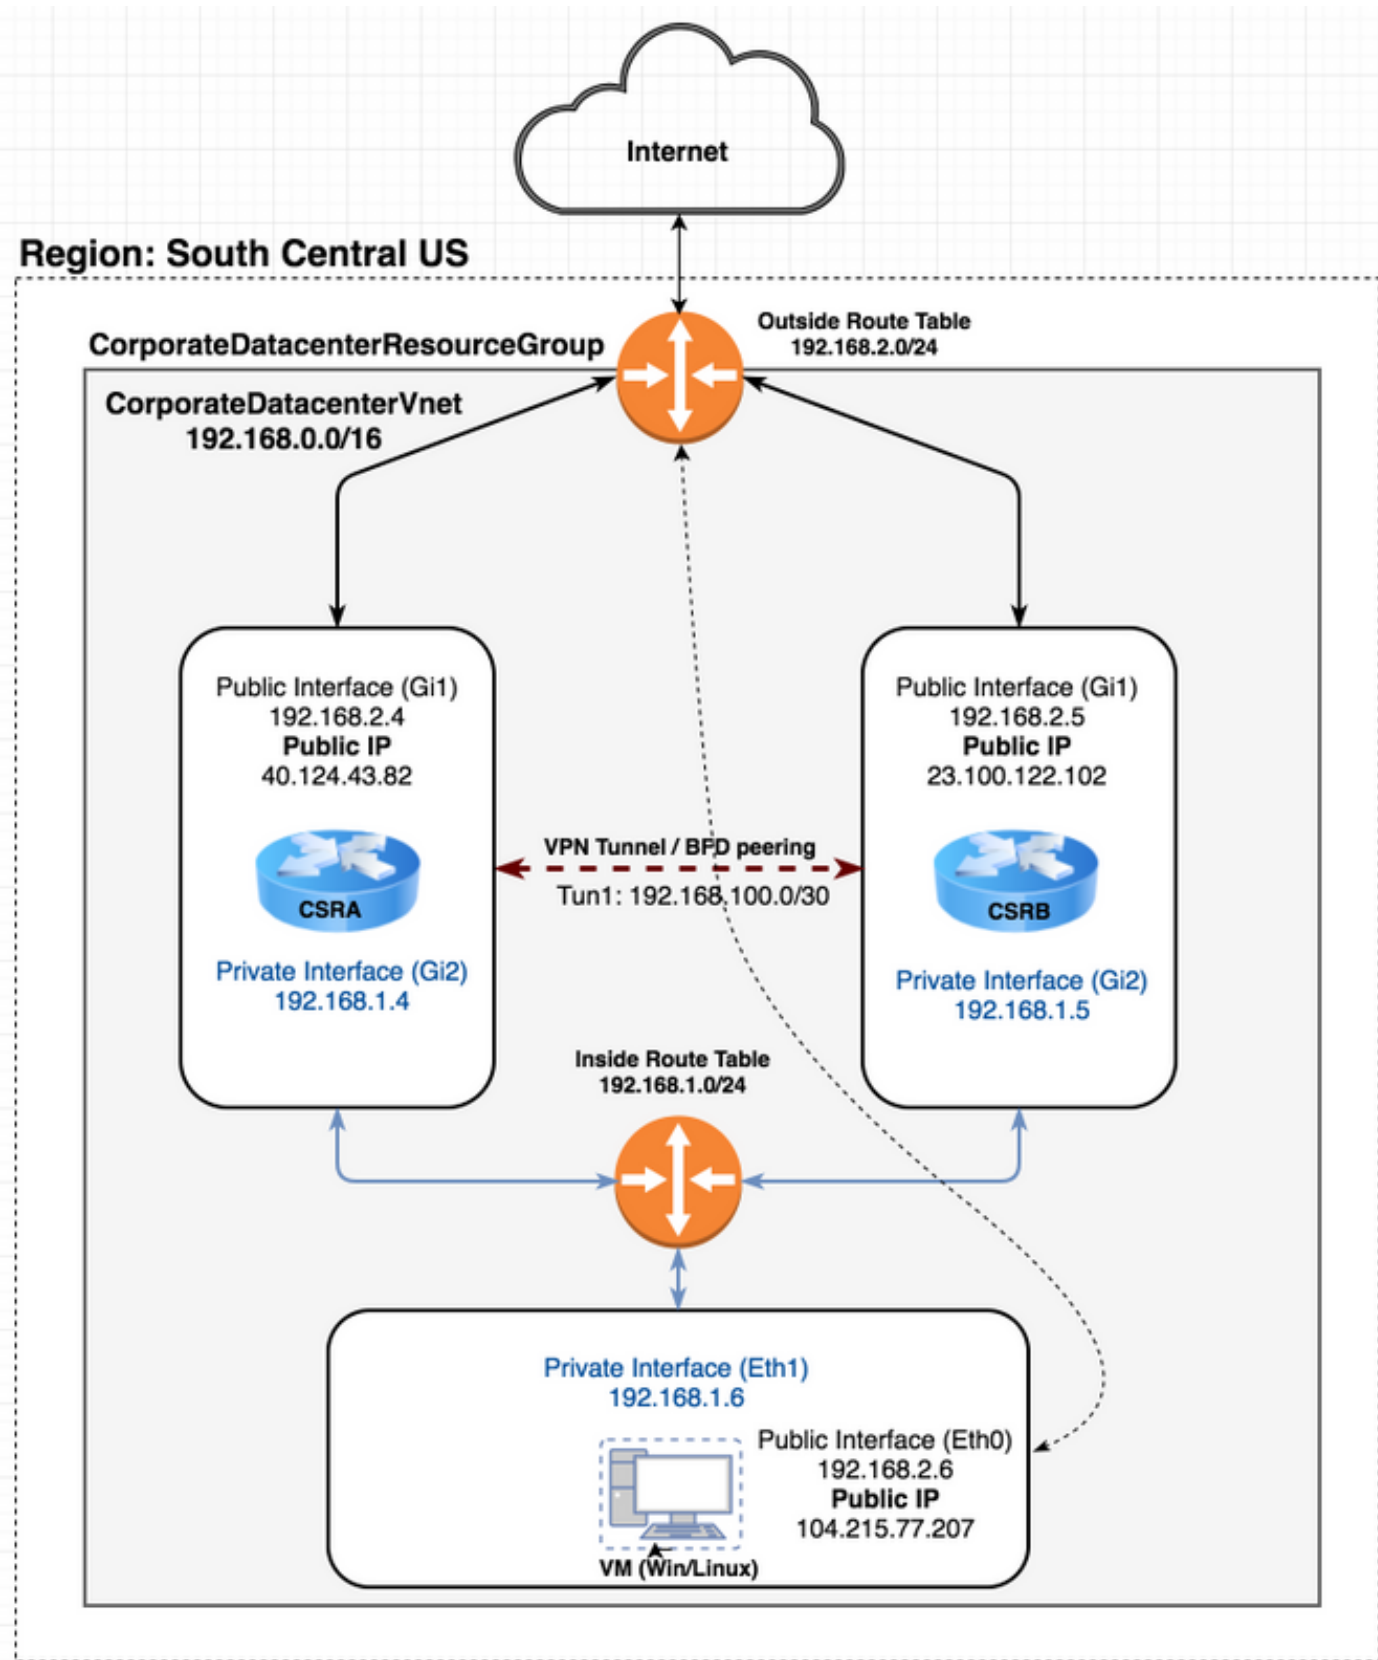 Internet
Region: South Central US
Outside Route Table
192.168.2.0/24
CorporateDatacenterResourceGroup
CorporateDatacenterVnet
192.168.0.0/16
Public Interface (Gi1)
192.168.2.4
Public IP
40.124.43.82
CSRA
Private Interface (Gi2)
192.168.1.4
VPN Tunnel / BFD peering
Tun1: 192.168.100.0/30
Public Interface (Gi1)
192.168.2.5
Public IP
23.100.122.102
CSRB
Private Interface (Gi2)
192.168.1.5
Inside Route Table
192.168.1.0/24
Private Interface (Eth1)
192.168.1.6
Public Interface (Eth0)
192.168.2.6
Public IP
104.215.77.207
VM (Win/Linux)